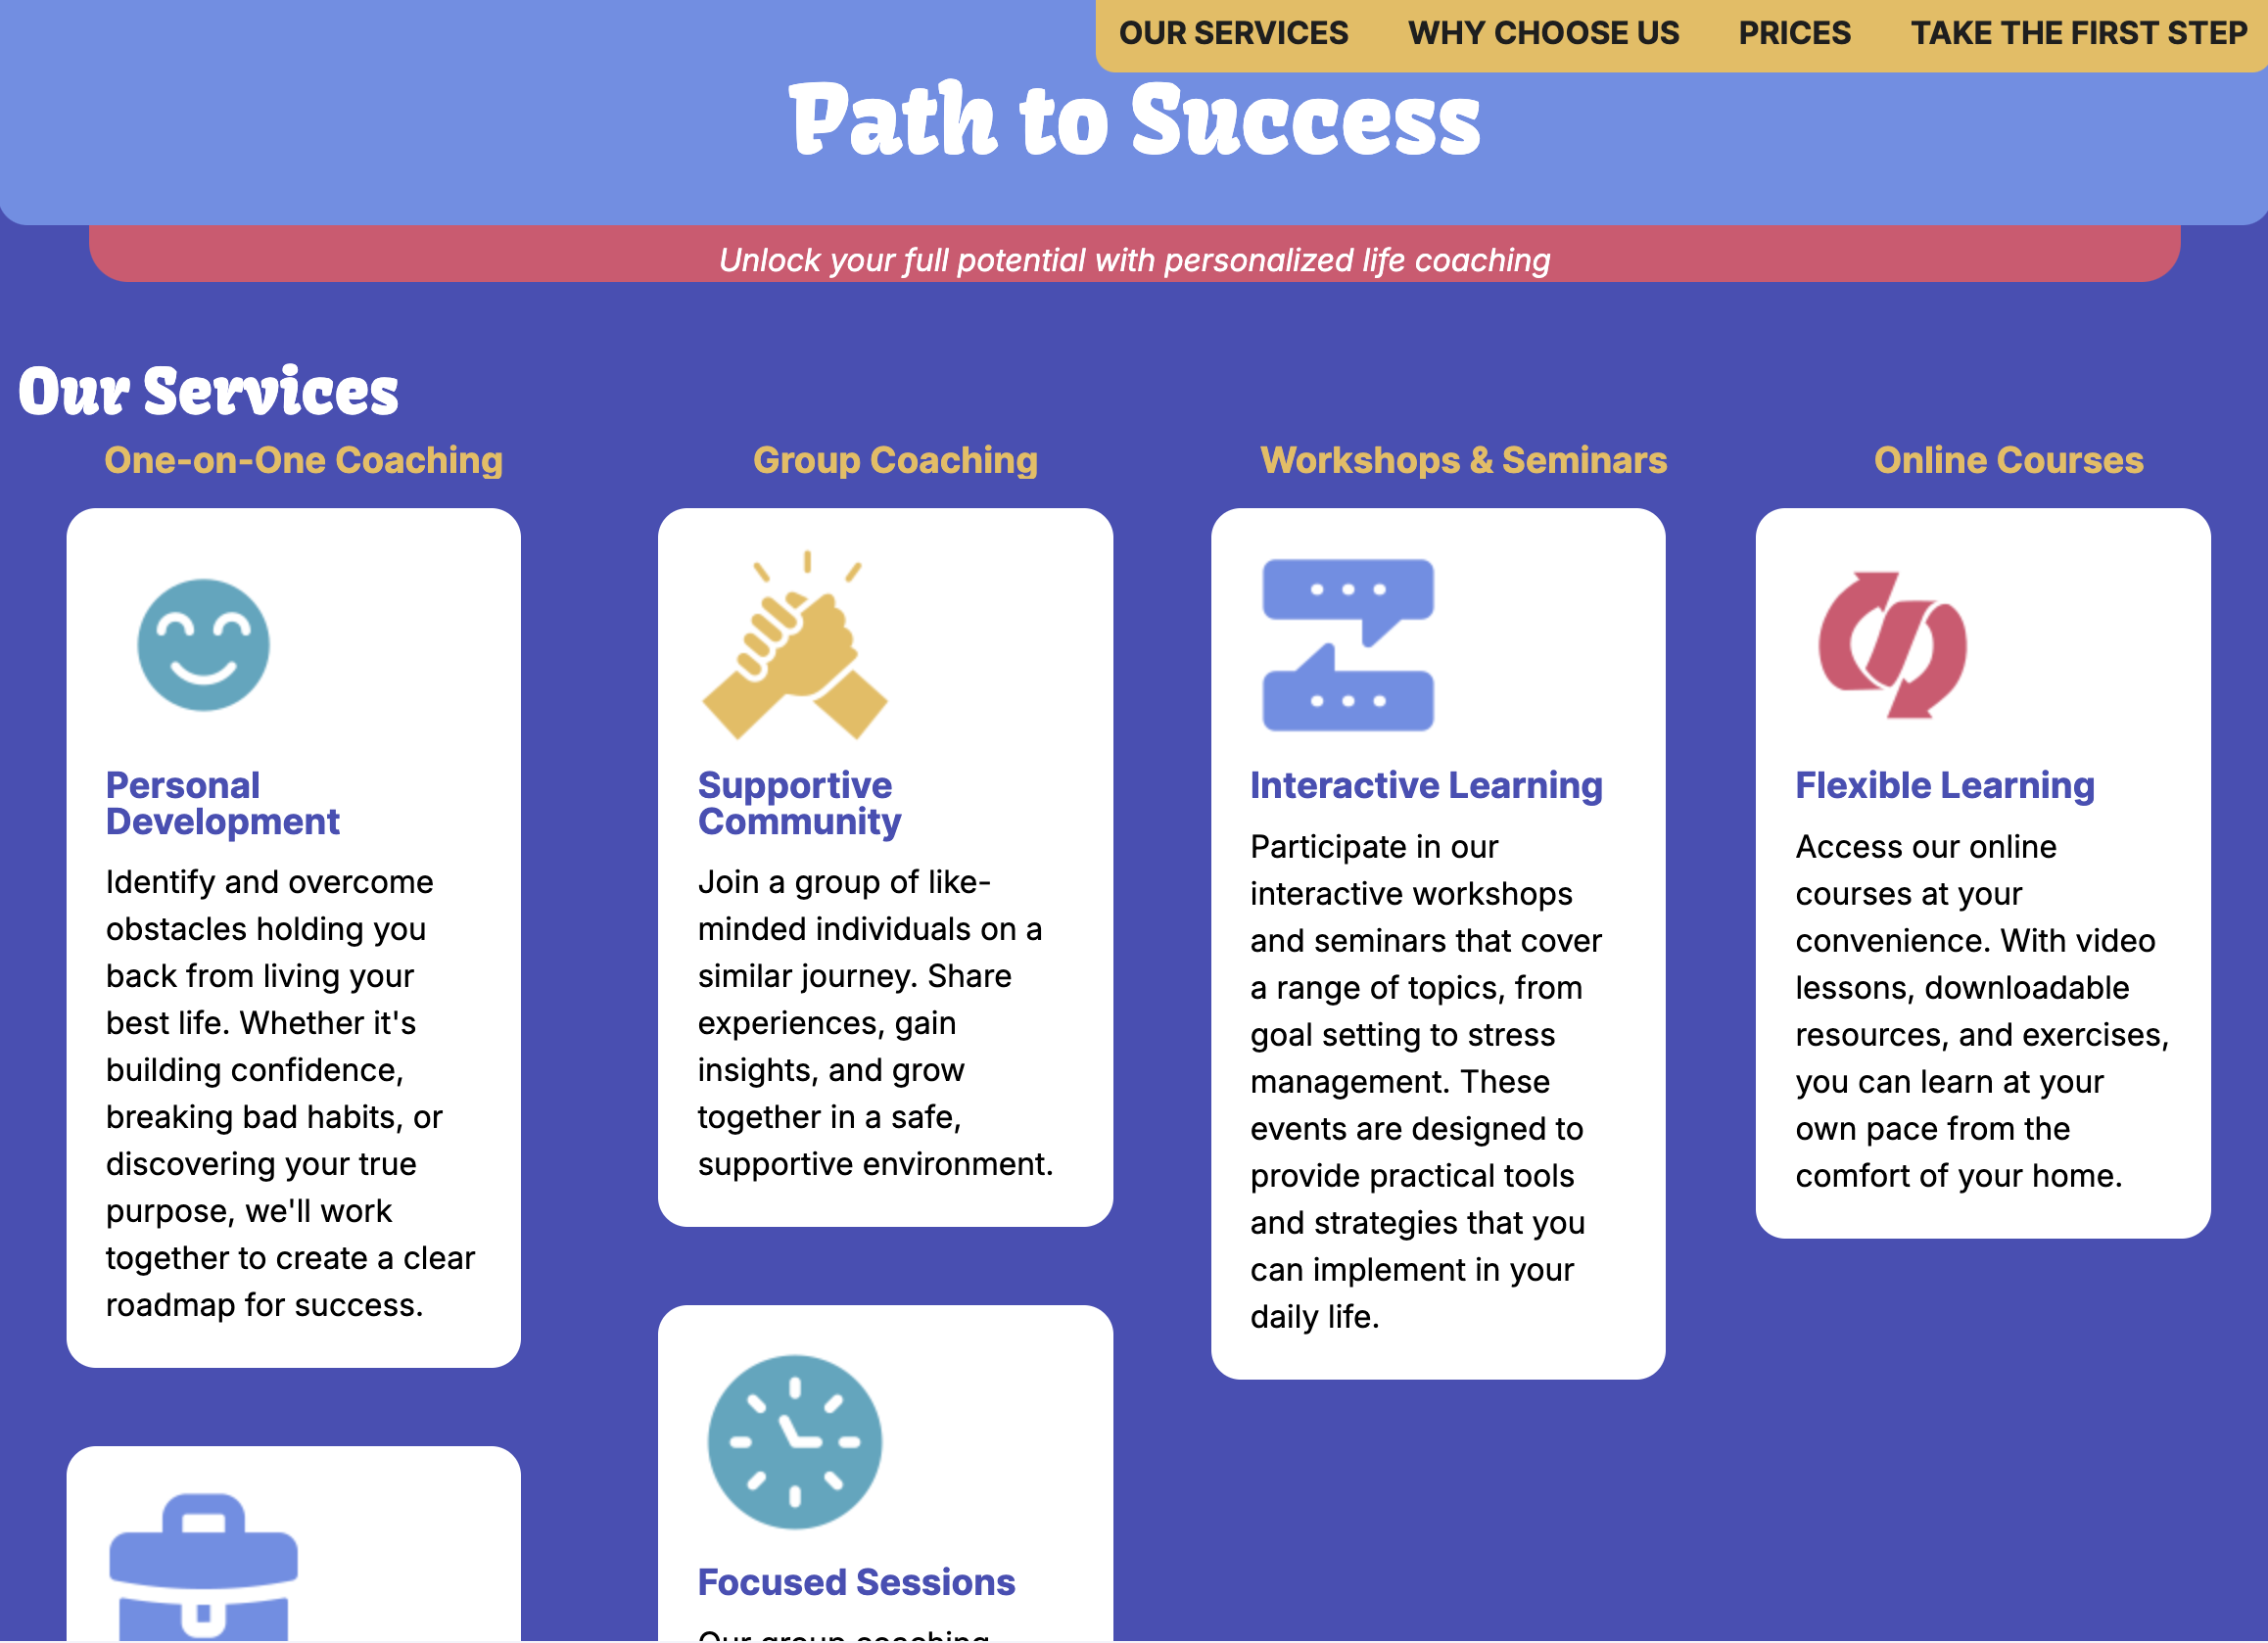 OUR SERVICES WHY CHOOSE US PRICES TAKE THE FIRST STEP
Path to Success
Unlock your full potential with personalized life coaching
Our Services
One-on-One Coaching
Personal
Development
Identify and overcome
obstacles holding you
back from living your
best life. Whether it's
building confidence,
breaking bad habits, or
discovering your true
purpose, we'll work
together to create a clear
roadmap for success.
Group Coaching
Supportive
Community
Join a group of like-
minded individuals on a
similar journey. Share
experiences, gain
insights, and grow
together in a safe,
supportive environment.
Focused Sessions
Our group coaching
Workshops & Seminars
Interactive Learning
Participate in our
interactive workshops
and seminars that cover
a range of topics, from
goal setting to stress
management. These
events are designed to
provide practical tools
and strategies that you
can implement in your
daily life.
Online Courses
Flexible Learning
Access our online
courses at your
convenience. With video
lessons, downloadable
resources, and exercises,
you can learn at your
own pace from the
comfort of your home.